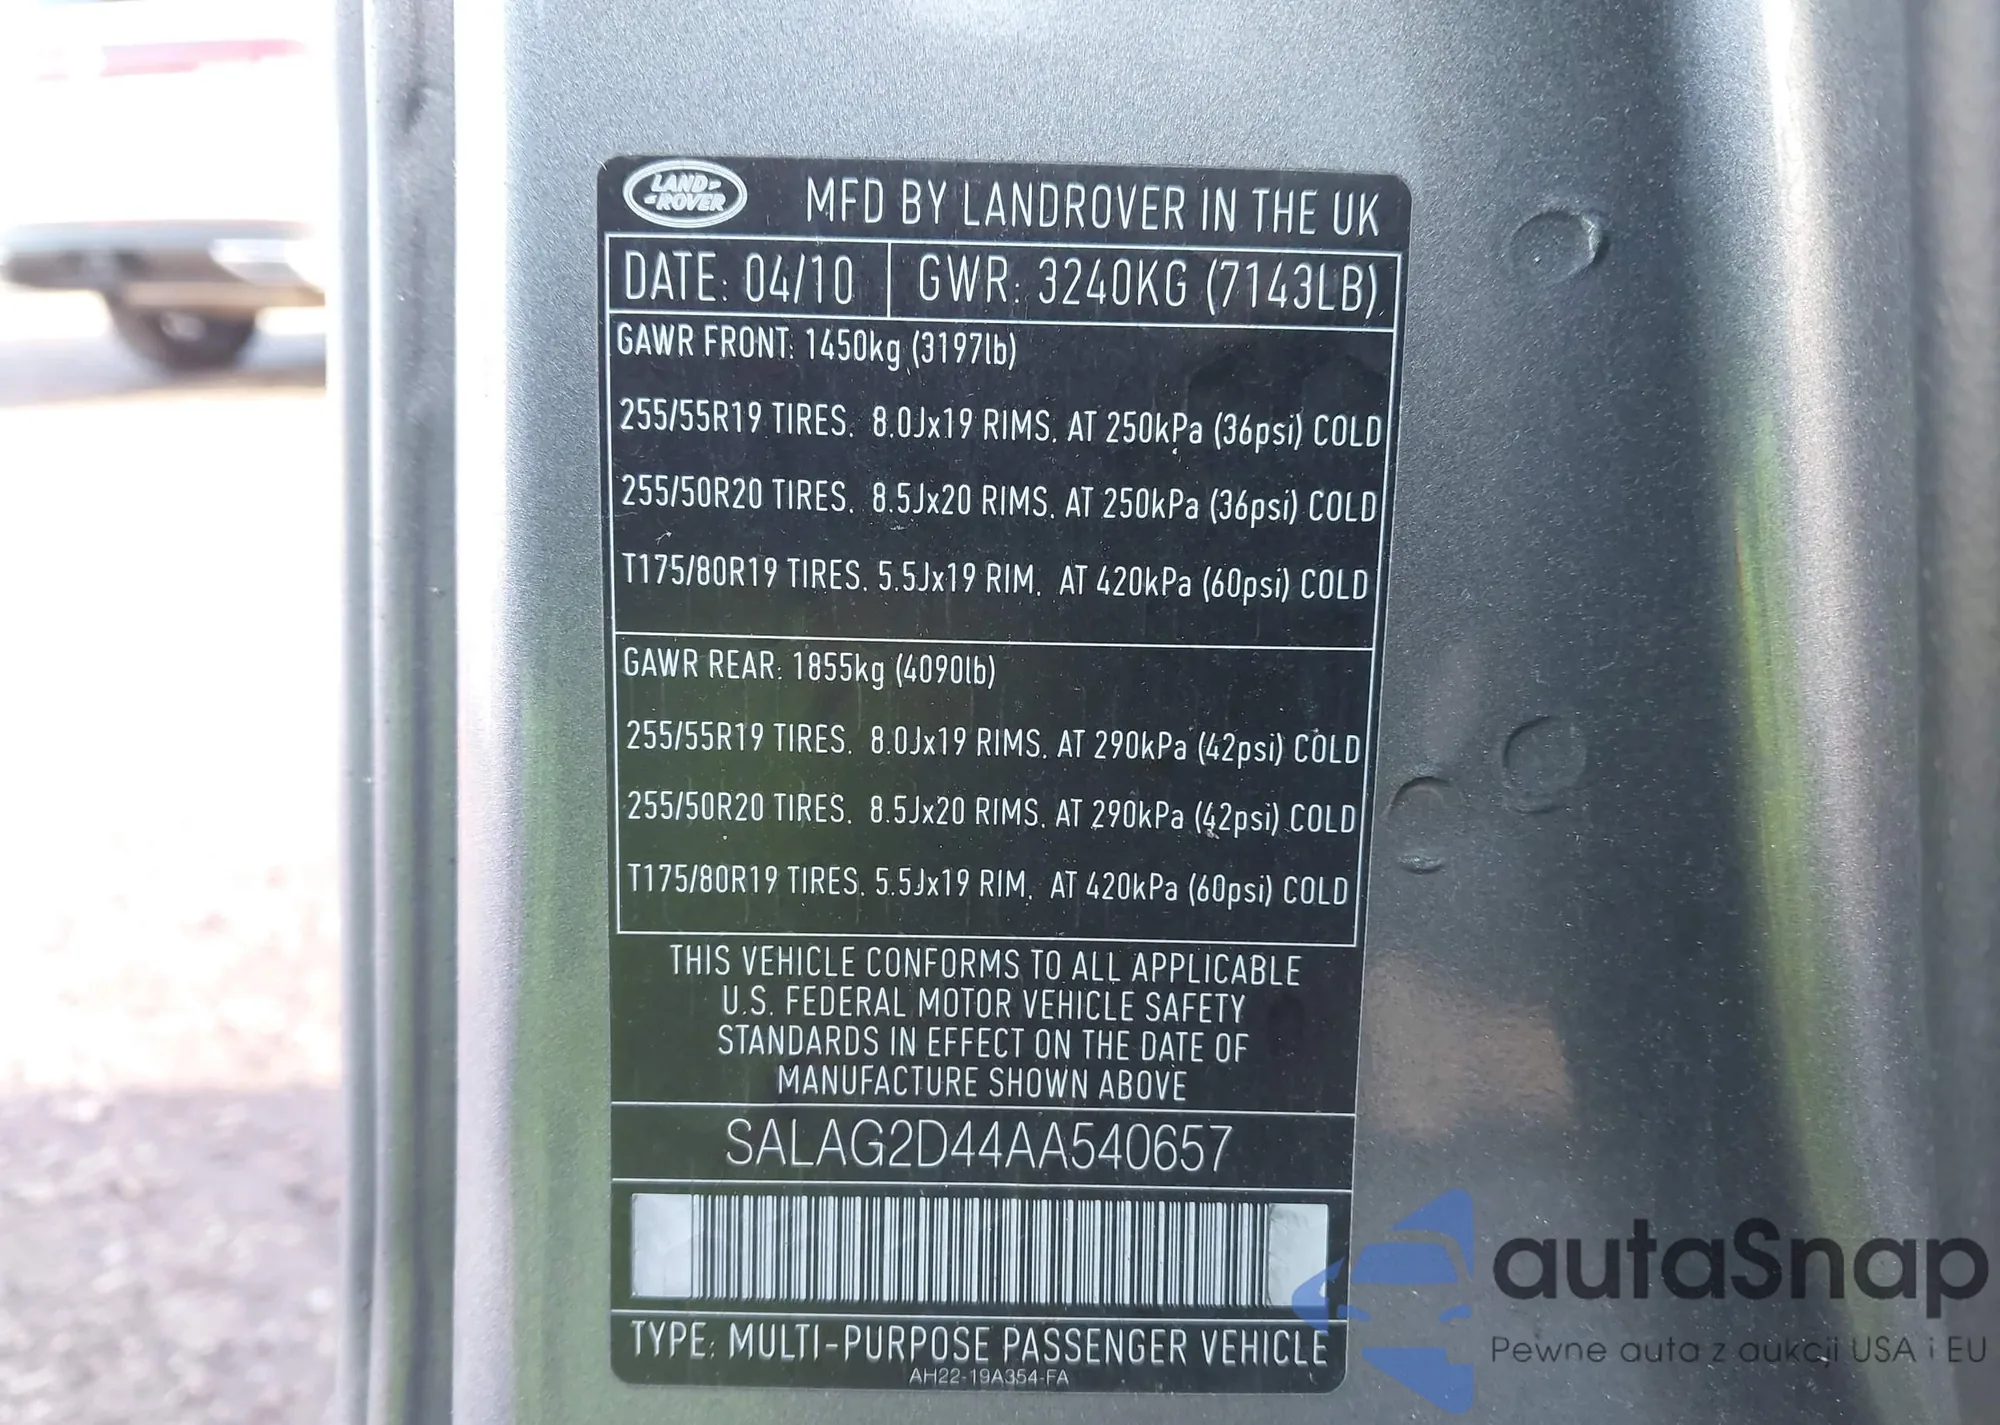 LAND ROVER
MFD BY LANDROVER IN THE UK
DATE: 04/10 GWR: 3240KG (7143LB)
GAWR FRONT: 1450kg (3197lb)
255/55R19 TIRES. 8.0Jx19 RIMS. AT 250kPa (36psi) COLD
255/50R20 TIRES. 8.5Jx20 RIMS. AT 250kPa (36psi) COLD
T175/80R19 TIRES. 5.5Jx19 RIM. AT 420kPa (60psi) COLD
GAWR REAR: 1855kg (4090lb)
255/55R19 TIRES. 8.0Jx19 RIMS. AT 290kPa (42psi) COLD
255/50R20 TIRES. 8.5Jx20 RIMS. AT 290kPa (42psi) COLD
T175/80R19 TIRES. 5.5Jx19 RIM. AT 420kPa (60psi) COLD
THIS VEHICLE CONFORMS TO ALL APPLICABLE
U.S. FEDERAL MOTOR VEHICLE SAFETY
STANDARDS IN EFFECT ON THE DATE OF
MANUFACTURE SHOWN ABOVE
SALAG2D44AA540657
TYPE: MULTI-PURPOSE PASSENGER VEHICLE
AH22-19A354-FA
autaSnap
Pewne auta z aukcji USA i EU